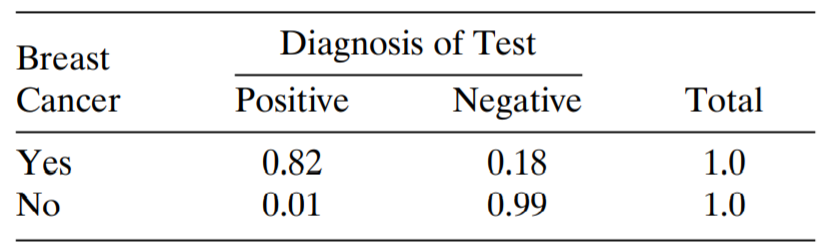 Diagnosis of Test
Breast
Cancer Positive Negative Total
Yes 0.82 0.18 1.0
No 0.01 0.99 1.0